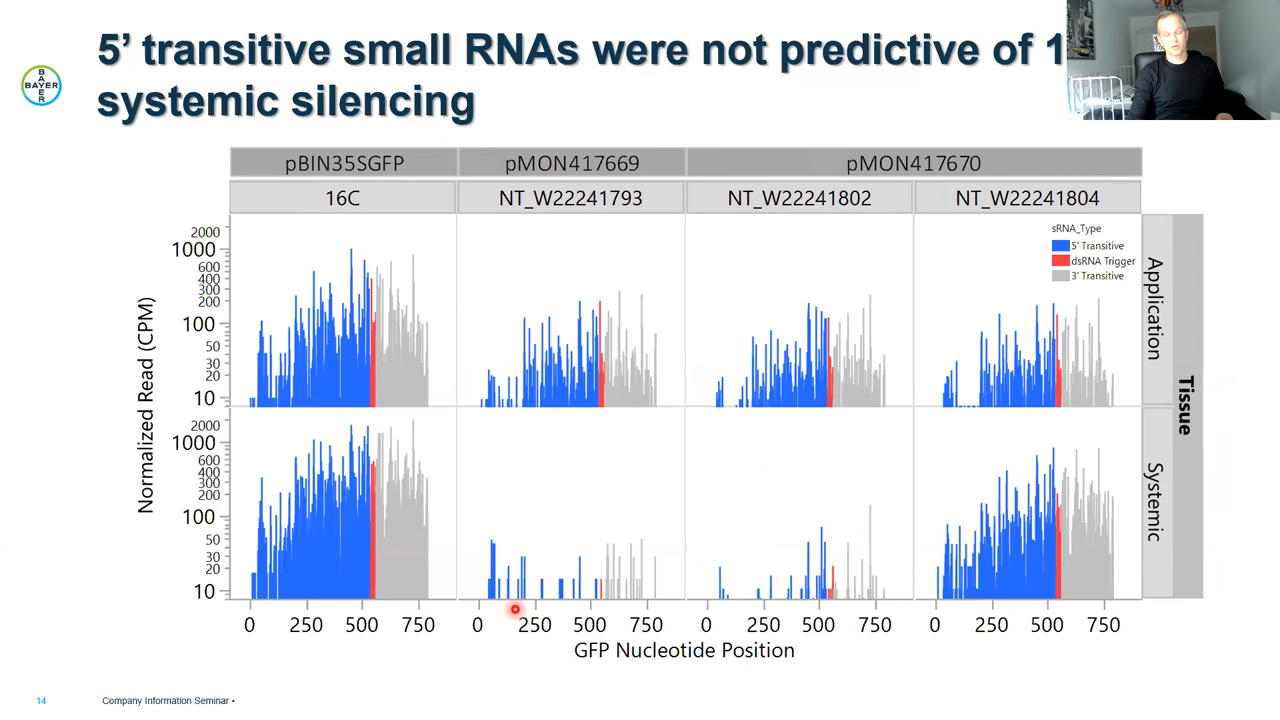 5’ transitive small RNAs were not predictive of 1
systemic silencing
BAYER
BAYER
pBIN35SGFP
pMON417669
pMON417670
16C
NT_W22241793
NT_W22241802
NT_W22241804
sRNA_Type
5' Transitive
dsRNA Trigger
3' Transitive
Normalized Read (CPM)
2000
1000
600
400
300
200
100
50
30
20
10
2000
1000
600
400
300
200
100
50
30
20
10
Application
Systemic
Tissue
0 250 500 750
0 250 500 750
0 250 500 750
0 250 500 750
GFP Nucleotide Position
14
Company Information Seminar •